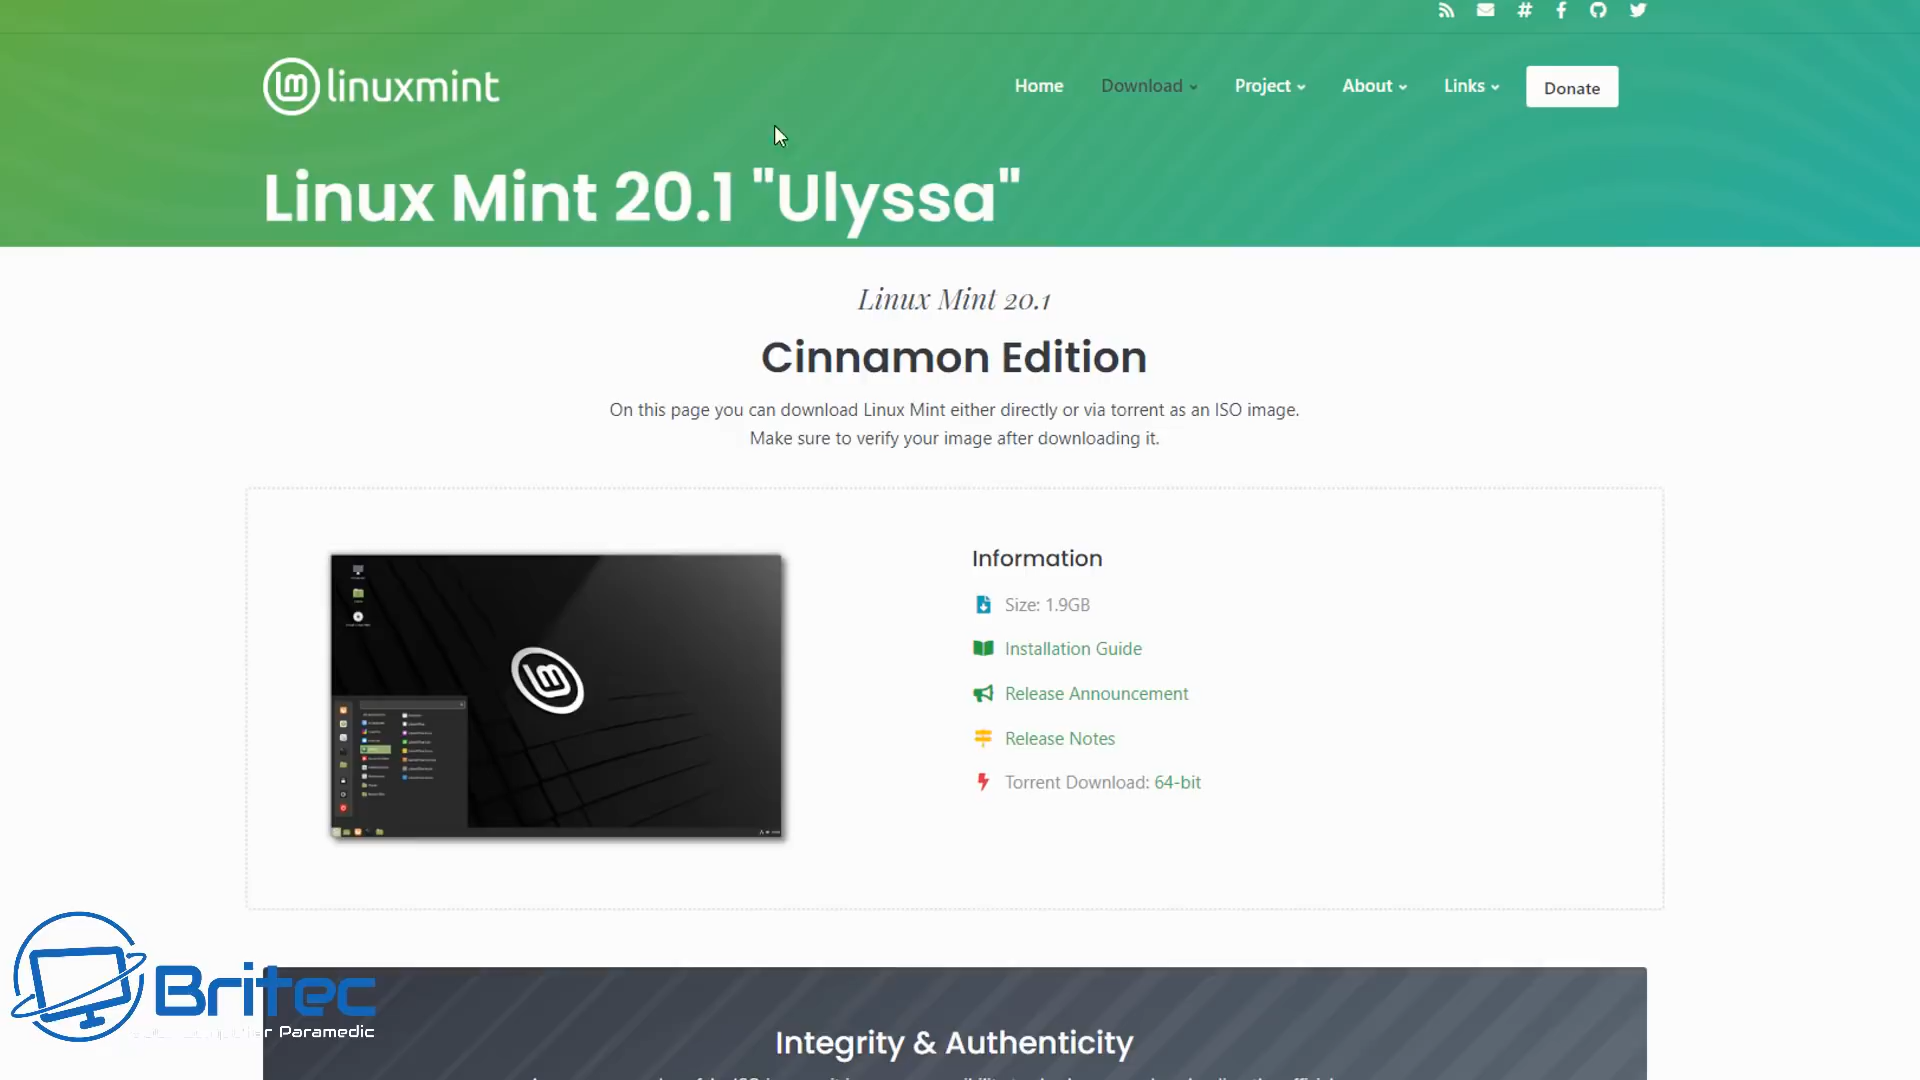 linuxmint
Home Download Project About Links Donate
Linux Mint 20.1 "Ulyssa"
Linux Mint 20.1
Cinnamon Edition
On this page you can download Linux Mint either directly or via torrent as an ISO image.
Make sure to verify your image after downloading it.
Information
Size: 1.9GB
Installation Guide
Release Announcement
Release Notes
Torrent Download: 64-bit
Britec
Computer Paramedic
Integrity & Authenticity